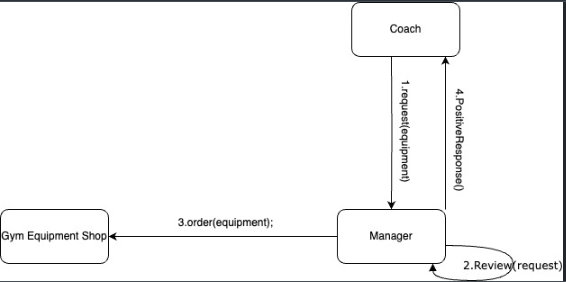 Coach
1.request(equipment)
4.PositiveResponse()
3.order(equipment);
Gym Equipment Shop
Manager
2.Review(request)